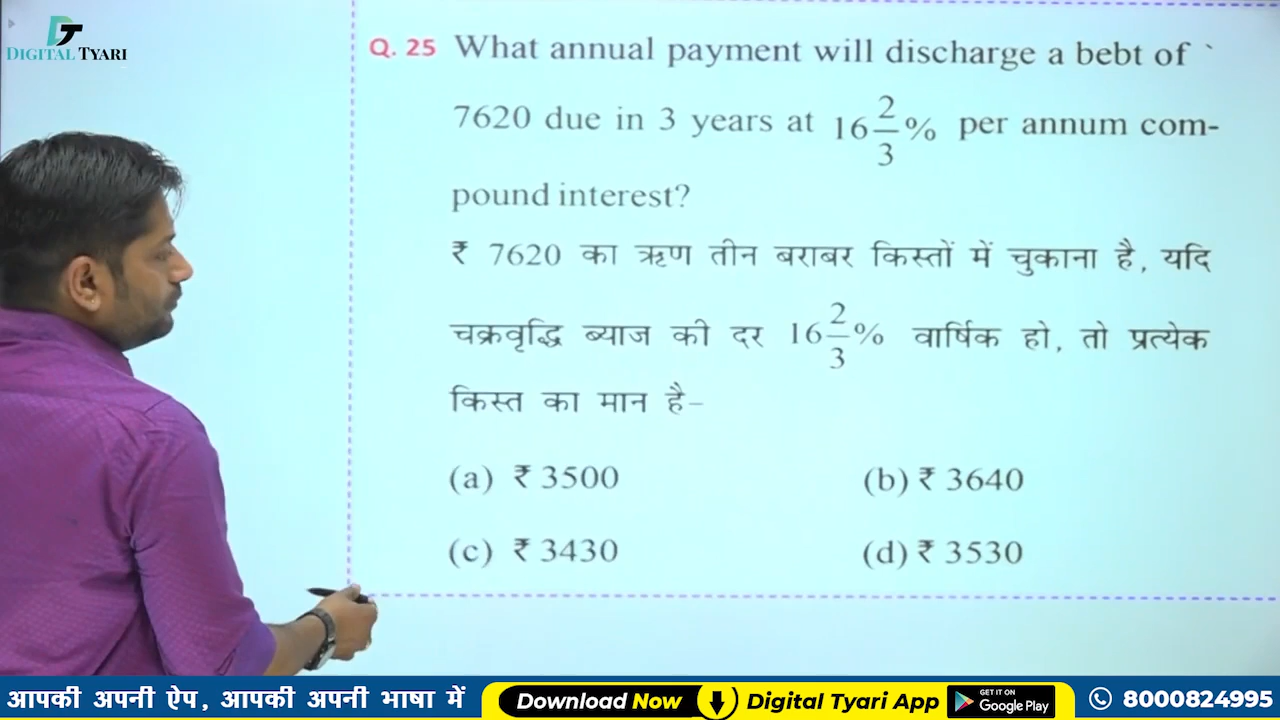 DT
DIGITAL TYARI
Q. 25 What annual payment will discharge a bebt of `
7620 due in 3 years at 16 2/3 % per annum com-
pound interest?
₹ 7620 का ऋण तीन बराबर किस्तों में चुकाना है, यदि
चक्रवृद्धि ब्याज की दर 16 2/3 % वार्षिक हो, तो प्रत्येक
किस्त का मान है–
(a) ₹ 3500 (b) ₹ 3640
(c) ₹ 3430 (d) ₹ 3530
आपकी अपनी ऐप, आपकी अपनी भाषा में Download Now Digital Tyari App GET IT ON Google Play 8000824995